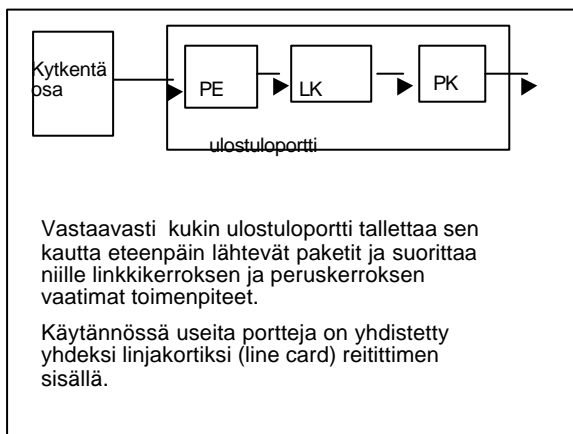 Kytkentä
osa
PE
LK
PK
ulostuloportti
Vastaavasti kukin ulostuloportti tallettaa sen
kautta eteenpäin lähtevät paketit ja suorittaa
niille linkkikerroksen ja peruskerroksen
vaatimat toimenpiteet.
Käytännössä useita portteja on yhdistetty
yhdeksi linjakortiksi (line card) reitittimen
sisällä.